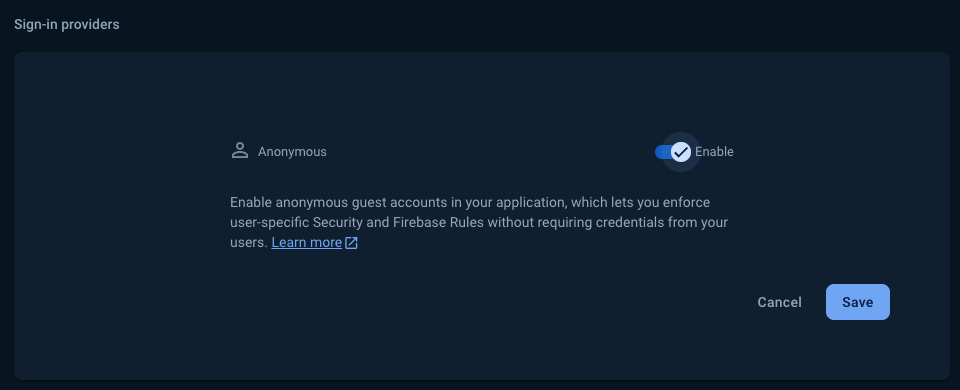 Sign-in providers
Anonymous
Enable
Enable anonymous guest accounts in your application, which lets you enforce
user-specific Security and Firebase Rules without requiring credentials from your
users. Learn more
Cancel
Save